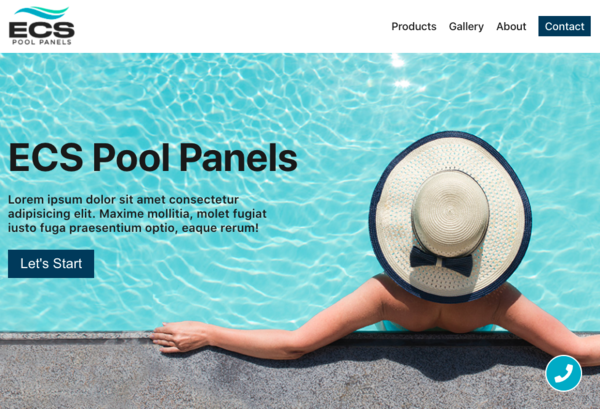 ECS
POOL PANELS
Products Gallery About Contact
ECS Pool Panels
Lorem ipsum dolor sit amet consectetur
adipisicing elit. Maxime mollitia, molet fugiat
iusto fuga praesentium optio, eaque rerum!
Let's Start